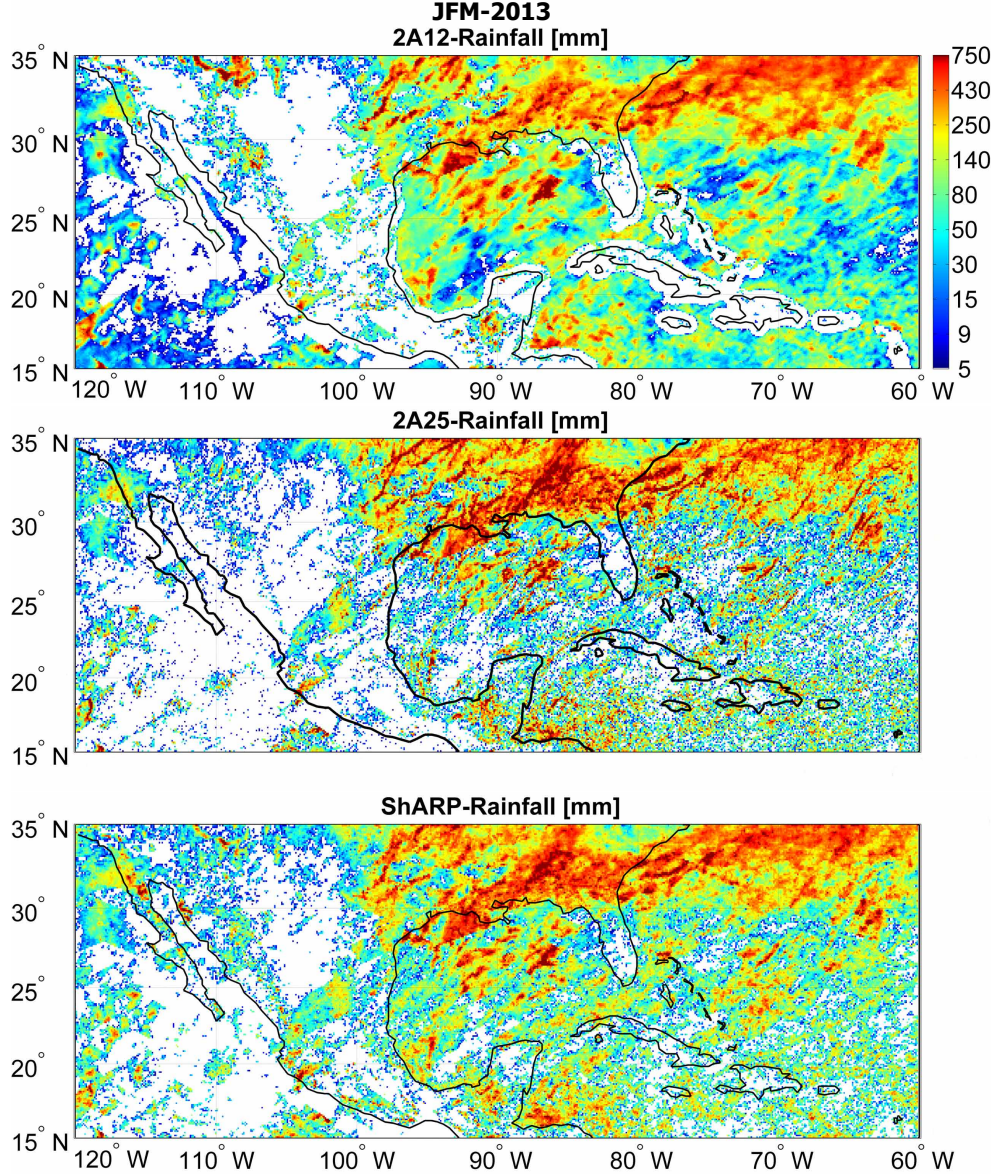 JFM-2013
2A12-Rainfall [mm]
35° N
30° N
25° N
20° N
15° N
120° W 110° W 100° W 90° W 80° W 70° W 60° W
750
430
250
140
80
50
30
15
9
5
2A25-Rainfall [mm]
35° N
30° N
25° N
20° N
15° N
ShARP-Rainfall [mm]
35° N
30° N
25° N
20° N
15° N
120° W 110° W 100° W 90° W 80° W 70° W 60° W